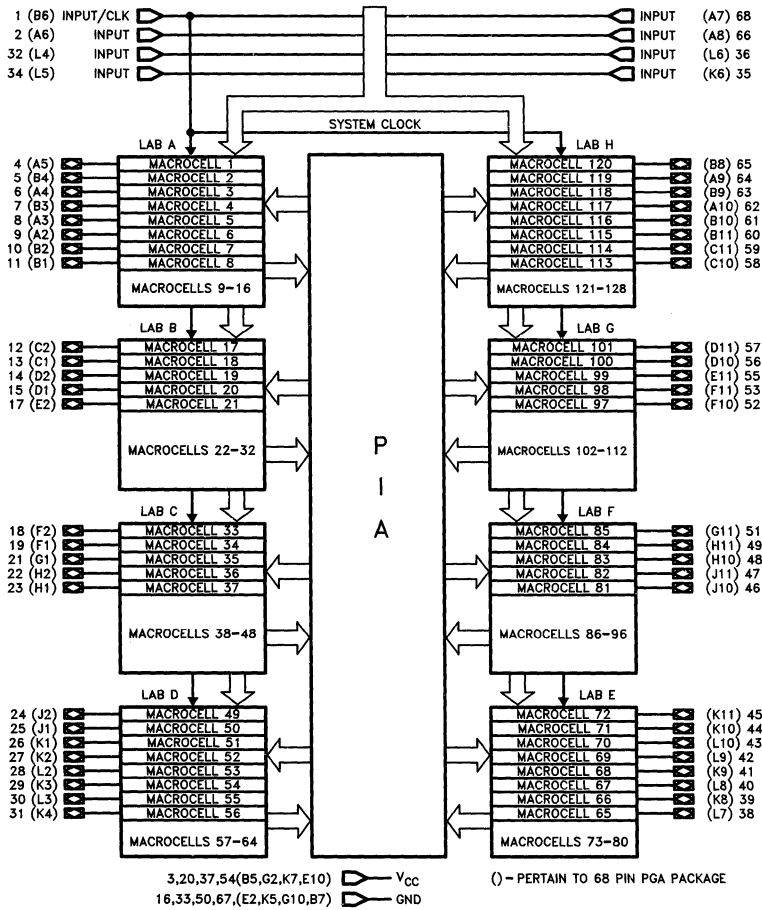 1 (B6) INPUT/CLK INPUT (A7) 68
2 (A6) INPUT INPUT (A8) 66
32 (L4) INPUT INPUT (L6) 36
34 (L5) INPUT INPUT (K6) 35
SYSTEM CLOCK
LAB A LAB H
4 (A5) MACROCELL 1 MACROCELL 120 (B8) 65
5 (B4) MACROCELL 2 MACROCELL 119 (A9) 64
6 (A4) MACROCELL 3 MACROCELL 118 (B9) 63
7 (B3) MACROCELL 4 MACROCELL 117 (A10) 62
8 (A3) MACROCELL 5 MACROCELL 116 (B10) 61
9 (A2) MACROCELL 6 MACROCELL 115 (B11) 60
10 (B2) MACROCELL 7 MACROCELL 114 (C11) 59
11 (B1) MACROCELL 8 MACROCELL 113 (C10) 58
MACROCELLS 9-16 MACROCELLS 121-128
LAB B LAB G
12 (C2) MACROCELL 17 MACROCELL 101 (D11) 57
13 (C1) MACROCELL 18 MACROCELL 100 (D10) 56
14 (D2) MACROCELL 19 MACROCELL 99 (E11) 55
15 (D1) MACROCELL 20 MACROCELL 98 (F11) 53
17 (E2) MACROCELL 21 MACROCELL 97 (F10) 52
MACROCELLS 22-32 MACROCELLS 102-112
P
I
A
LAB C LAB F
18 (F2) MACROCELL 33 MACROCELL 85 (G11) 51
19 (F1) MACROCELL 34 MACROCELL 84 (H11) 49
21 (G1) MACROCELL 35 MACROCELL 83 (H10) 48
22 (H2) MACROCELL 36 MACROCELL 82 (J11) 47
23 (H1) MACROCELL 37 MACROCELL 81 (J10) 46
MACROCELLS 38-48 MACROCELLS 86-96
LAB D LAB E
24 (J2) MACROCELL 49 MACROCELL 72 (K11) 45
25 (J1) MACROCELL 50 MACROCELL 71 (K10) 44
26 (K1) MACROCELL 51 MACROCELL 70 (L10) 43
27 (K2) MACROCELL 52 MACROCELL 69 (L9) 42
28 (L2) MACROCELL 53 MACROCELL 68 (K9) 41
29 (K3) MACROCELL 54 MACROCELL 67 (L8) 40
30 (L3) MACROCELL 55 MACROCELL 66 (K8) 39
31 (K4) MACROCELL 56 MACROCELL 65 (L7) 38
MACROCELLS 57-64 MACROCELLS 73-80
3,20,37,54(B5,G2,K7,E10) VCC ()- PERTAIN TO 68 PIN PGA PACKAGE
16,33,50,67,(E2,K5,G10,B7) GND